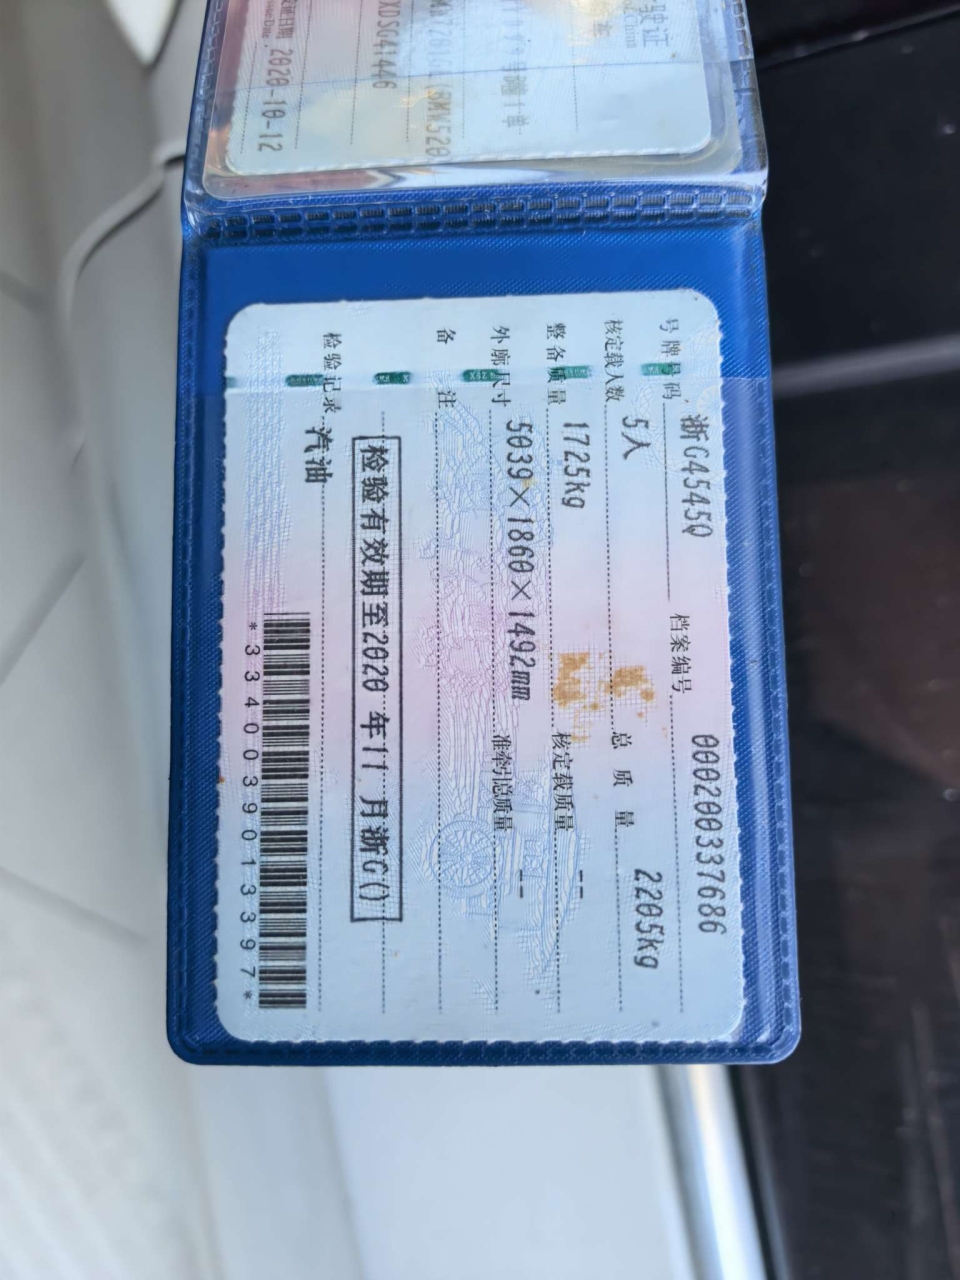 2020-10-12
号牌号码 浙G4545Q 档案编号 000200337686
核定载人数 5人 总质量 2205kg
整备质量 1725kg 核定载质量 --
外廓尺寸 5039×1860×1492mm 准牵引总质量 --
备注
检验有效期至2020 年11 月浙G()
检验记录 汽油
*3340039013397*